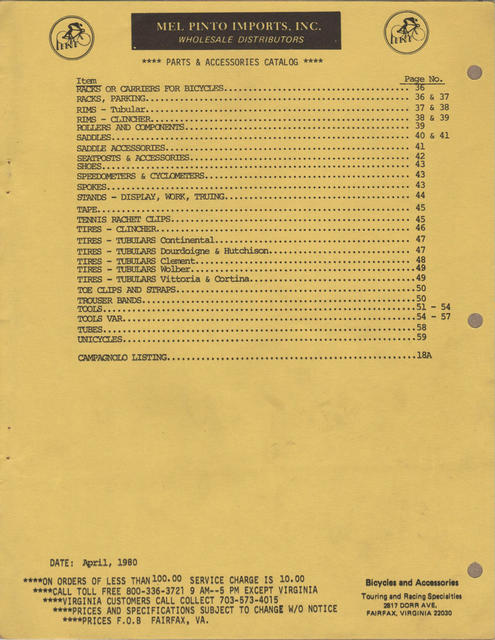 MEL PINTO IMPORTS, INC.
WHOLESALE DISTRIBUTORS
**** PARTS & ACCESSORIES CATALOG ****
Item Page No.
RACKS OR CARRIERS FOR BICYCLES........................................ 36
RACKS, PARKING........................................ 36 & 37
RIMS - Tubular........................................ 37 & 38
RIMS - CLINCHER........................................ 38 & 39
ROLLERS AND COMPONENTS........................................ 39
SADDLES........................................ 40 & 41
SADDLE ACCESSORIES........................................ 41
SEATPOSTS & ACCESSORIES........................................ 42
SHOES........................................ 43
SPEEDOMETERS & CYCLOMETERS........................................ 43
SPOKES........................................ 43
STANDS - DISPLAY, WORK, TRUING........................................ 44
TAPE........................................ 45
TENNIS RACHET CLIPS........................................ 45
TIRES - CLINCHER........................................ 46
TIRES - TUBULARS Continental........................................ 47
TIRES - TUBULARS Dourdoigne & Hutchison........................................ 47
TIRES - TUBULARS Clement........................................ 48
TIRES - TUBULARS Wolber........................................ 49
TIRES - TUBULARS Vittoria & Cortina........................................ 49
TOE CLIPS AND STRAPS........................................ 50
TROUSER BANDS........................................ 50
TOOLS........................................ 51 - 54
TOOLS VAR........................................ 54 - 57
TUBES........................................ 58
UNICYCLES........................................ 59
CAMPAGNOLO LISTING........................................ 18A
DATE: April, 1980
****ON ORDERS OF LESS THAN 100.00 SERVICE CHARGE IS 10.00
****CALL TOLL FREE 800-336-3721 9 AM--5 PM EXCEPT VIRGINIA
****VIRGINIA CUSTOMERS CALL COLLECT 703-573-4015
****PRICES AND SPECIFICATIONS SUBJECT TO CHANGE W/O NOTICE
****PRICES F.O.B FAIRFAX, VA.
Bicycles and Accessories
Touring and Racing Specialties
2817 DORR AVE.
FAIRFAX, VIRGINIA 22030